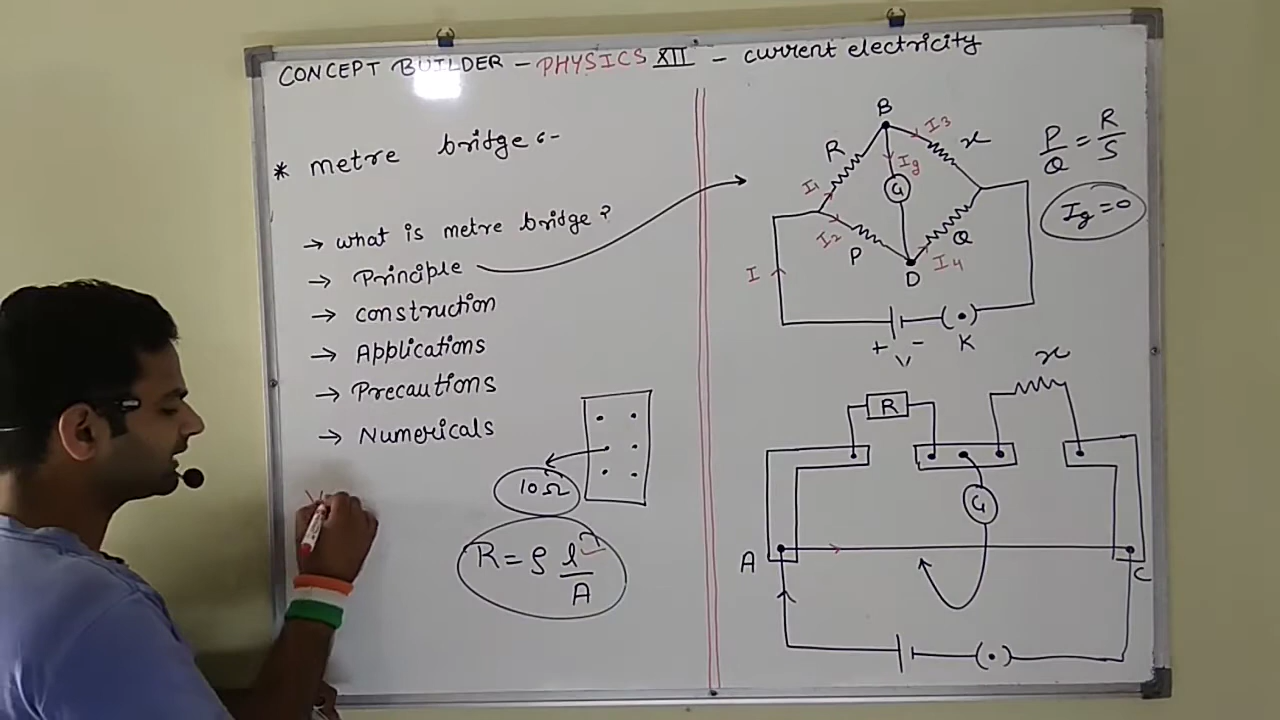 CONCEPT BUILDER - PHYSICS XII - current electricity
* metre bridge :-
→ what is metre bridge?
→ Principle
→ construction
→ Applications
→ Precautions
→ Numericals
10Ω
R = ρ l/A
B
R
I3
x
I1
Ig
G
I2
P
Q
I4
D
I
+ V -
K
P/Q = R/S
Ig = 0
x
R
G
A
C